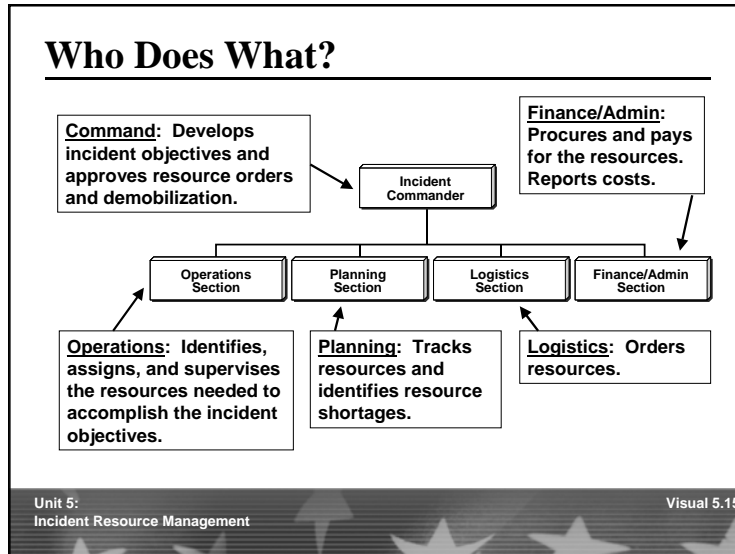 Who Does What?
Command: Develops
incident objectives and
approves resource orders
and demobilization.
Finance/Admin:
Procures and pays
for the resources.
Reports costs.
Incident
Commander
Operations
Section
Planning
Section
Logistics
Section
Finance/Admin
Section
Operations: Identifies,
assigns, and supervises
the resources needed to
accomplish the incident
objectives.
Planning: Tracks
resources and
identifies resource
shortages.
Logistics: Orders
resources.
Unit 5:
Incident Resource Management
Visual 5.15